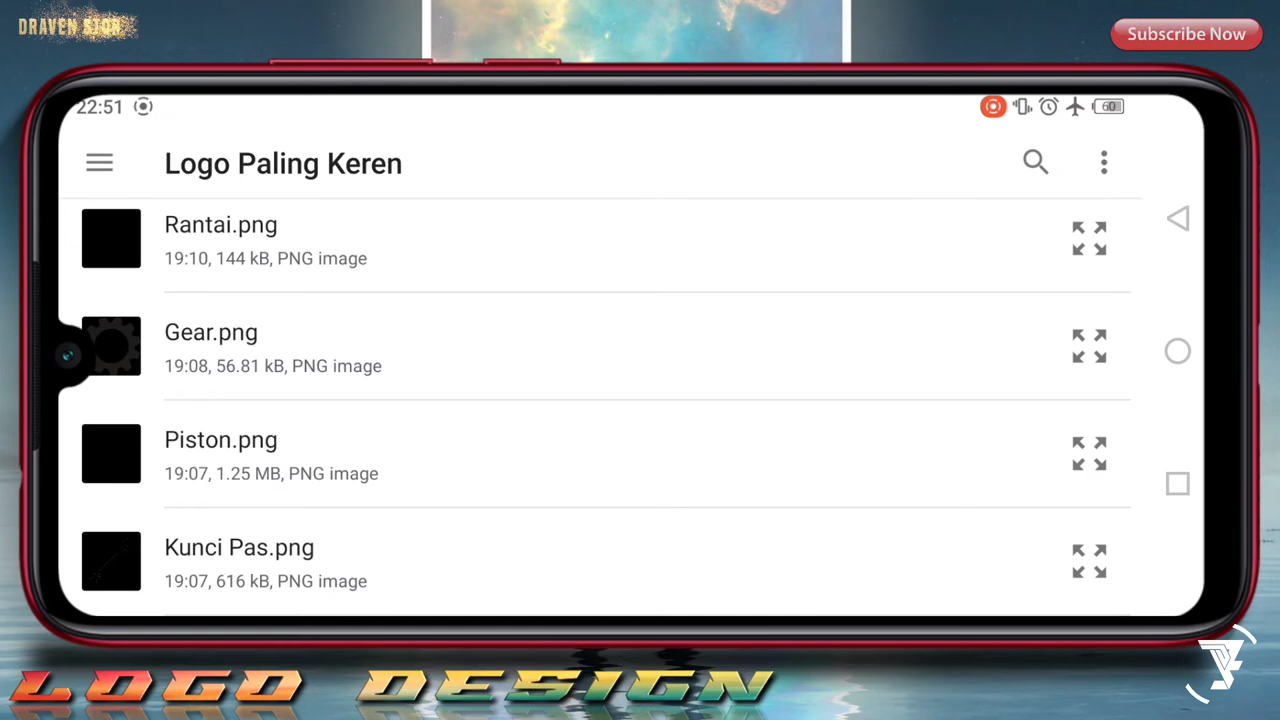 DRAVEN STOR
Subscribe Now
22:51
60
Logo Paling Keren
Rantai.png
19:10, 144 kB, PNG image
Gear.png
19:08, 56.81 kB, PNG image
Piston.png
19:07, 1.25 MB, PNG image
Kunci Pas.png
19:07, 616 kB, PNG image
LOGO DESIGN